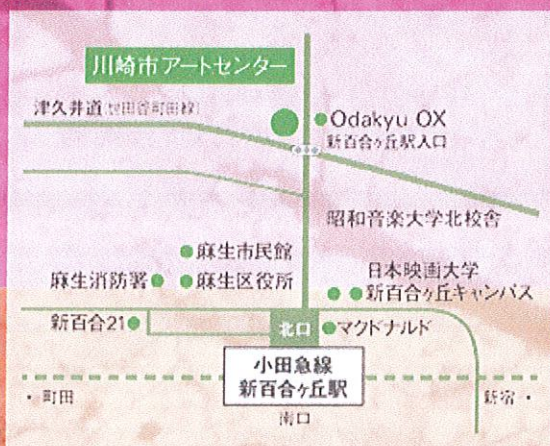 川崎市アートセンター
津久井道(世田谷町田線)
Odakyu OX
新百合ヶ丘駅入口
昭和音楽大学北校舎
麻生市民館
麻生消防署
麻生区役所
日本映画大学
新百合ヶ丘キャンパス
新百合21
北口
マクドナルド
小田急線
新百合ヶ丘駅
・町田
新宿・
南口